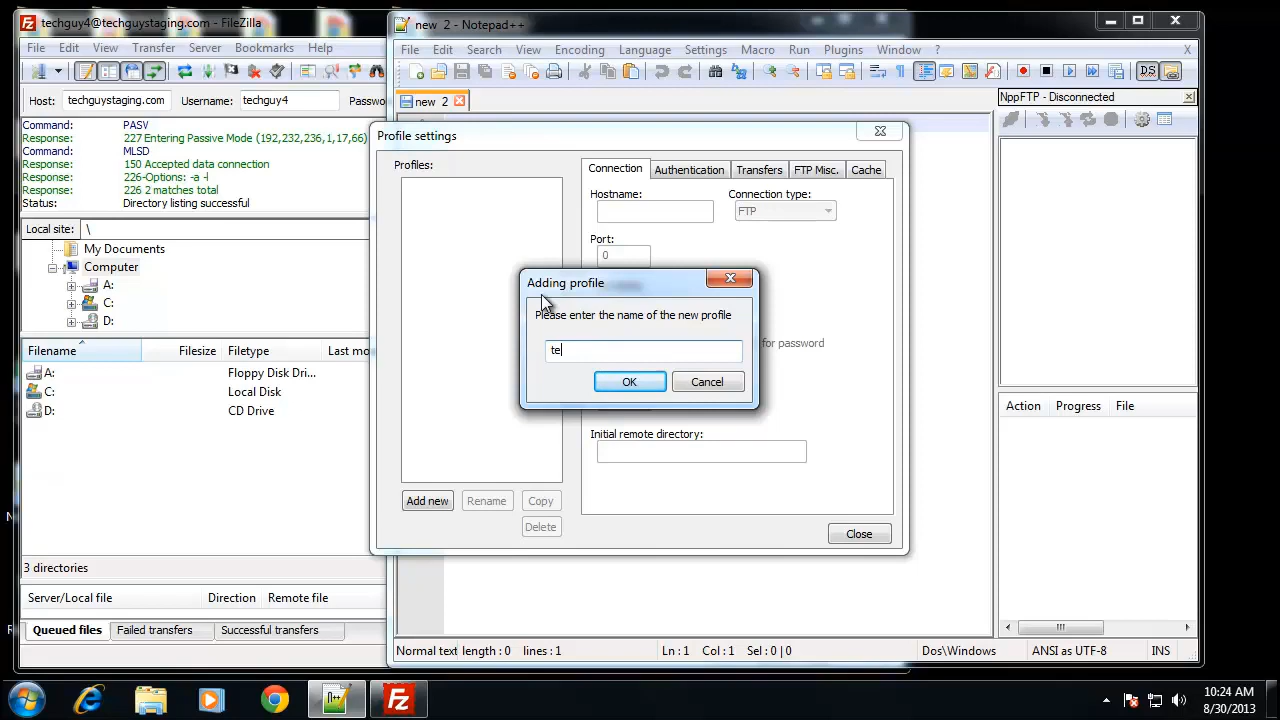 techguy4@techguystaging.com - FileZilla
File Edit View Transfer Server Bookmarks Help
Host: techguystaging.com Username: techguy4 Passwo
Command: PASV
Response: 227 Entering Passive Mode (192,232,236,1,17,66)
Command: MLSD
Response: 150 Accepted data connection
Response: 226-Options: -a -l
Response: 226 2 matches total
Status: Directory listing successful
Local site: \
My Documents
Computer
A:
C:
D:
Filename Filesize Filetype Last mo
A: Floppy Disk Dri...
C: Local Disk
D: CD Drive
3 directories
Server/Local file Direction Remote file
Queued files Failed transfers Successful transfers
new 2 - Notepad++
File Edit Search View Encoding Language Settings Macro Run Plugins Window ? X
new 2
NppFTP - Disconnected
Action Progress File
Normal text length : 0 lines : 1 Ln : 1 Col : 1 Sel : 0 | 0 Dos\Windows ANSI as UTF-8 INS
Profile settings
Profiles:
Connection Authentication Transfers FTP Misc. Cache
Hostname: Connection type:
FTP
Port:
0
for password
Initial remote directory:
Add new Rename Copy
Delete
Close
Adding profile
Please enter the name of the new profile
te
OK Cancel
10:24 AM
8/30/2013